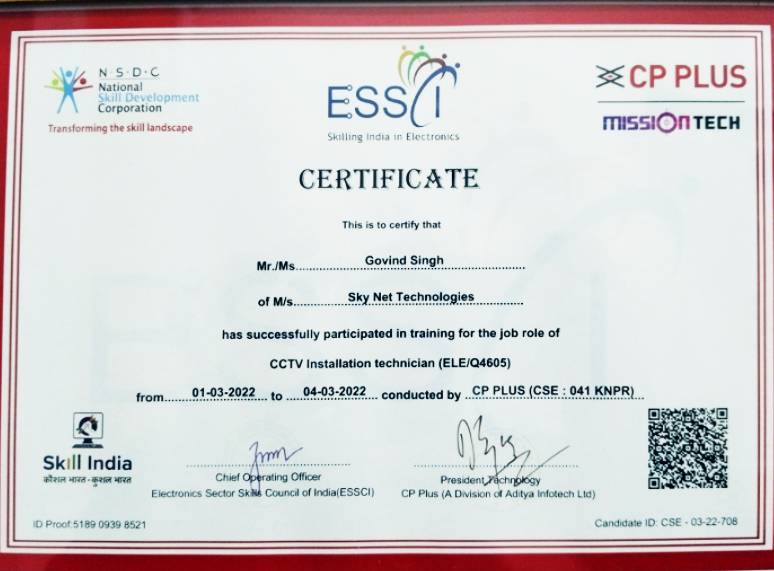 N·S·D·C
National
Skill Development
Corporation
Transforming the skill landscape
ESSCI
Skilling India in Electronics
CP PLUS
MISSION TECH
CERTIFICATE
This is to certify that
Mr./Ms. Govind Singh
of M/s. Sky Net Technologies
has successfully participated in training for the job role of
CCTV Installation technician (ELE/Q4605)
from 01-03-2022 to 04-03-2022 conducted by CP PLUS (CSE : 041 KNPR)
Skill India
कौशल भारत - कुशल भारत
Chief Operating Officer
Electronics Sector Skills Council of India(ESSCI)
President,Technology
CP Plus (A Division of Aditya Infotech Ltd)
ID Proof:5189 0939 8521
Candidate ID: CSE - 03-22-708